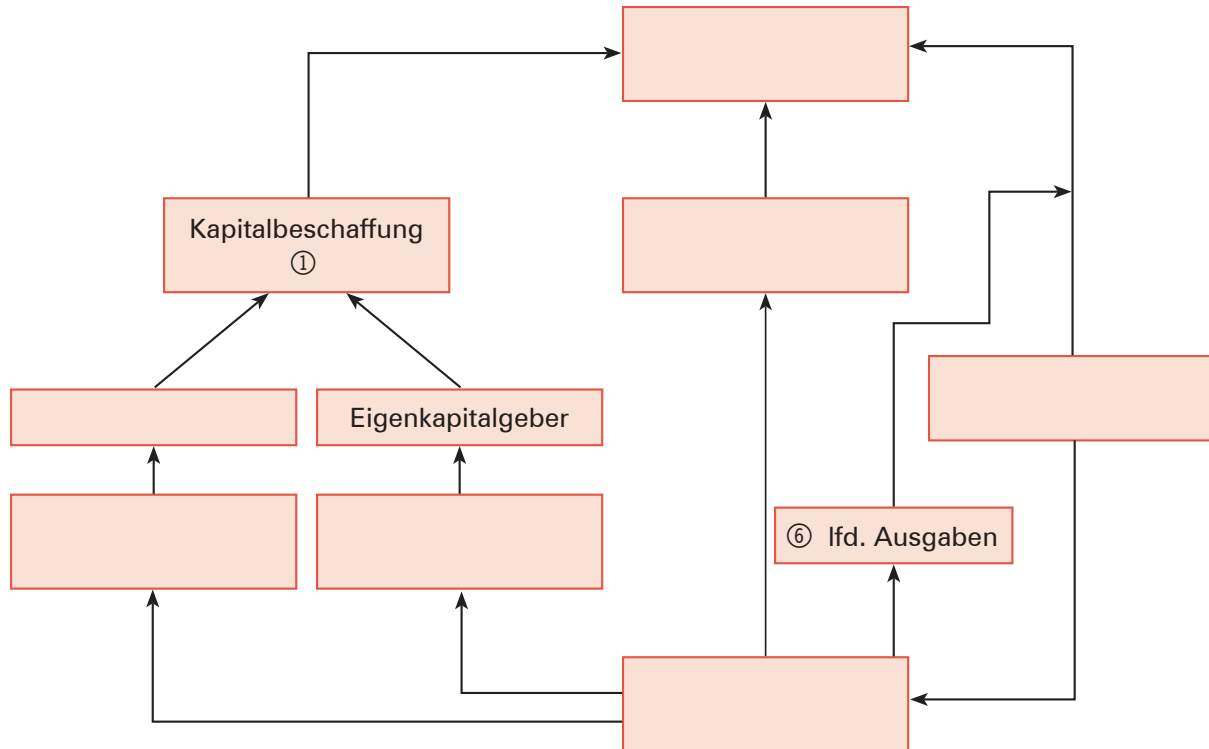 Kapitalbeschaffung
①
Eigenkapitalgeber
⑥ lfd. Ausgaben